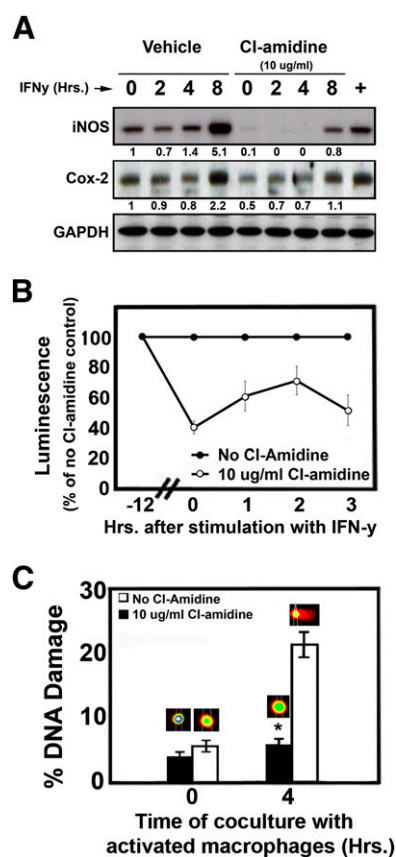 A
Vehicle Cl-amidine
(10 ug/ml)
IFNy (Hrs.) → 0 2 4 8 0 2 4 8 +
iNOS
1 0.7 1.4 5.1 0.1 0 0 0.8
Cox-2
1 0.9 0.8 2.2 0.5 0.7 0.7 1.1
GAPDH
B
Luminescence
(% of no Cl-amidine control)
100
80
60
40
20
0
No Cl-Amidine
10 ug/ml Cl-amidine
-12 0 1 2 3
Hrs. after stimulation with IFN-y
C
% DNA Damage
30
20
10
0
No Cl-Amidine
10 ug/ml Cl-amidine
*
0 4
Time of coculture with
activated macrophages (Hrs.)